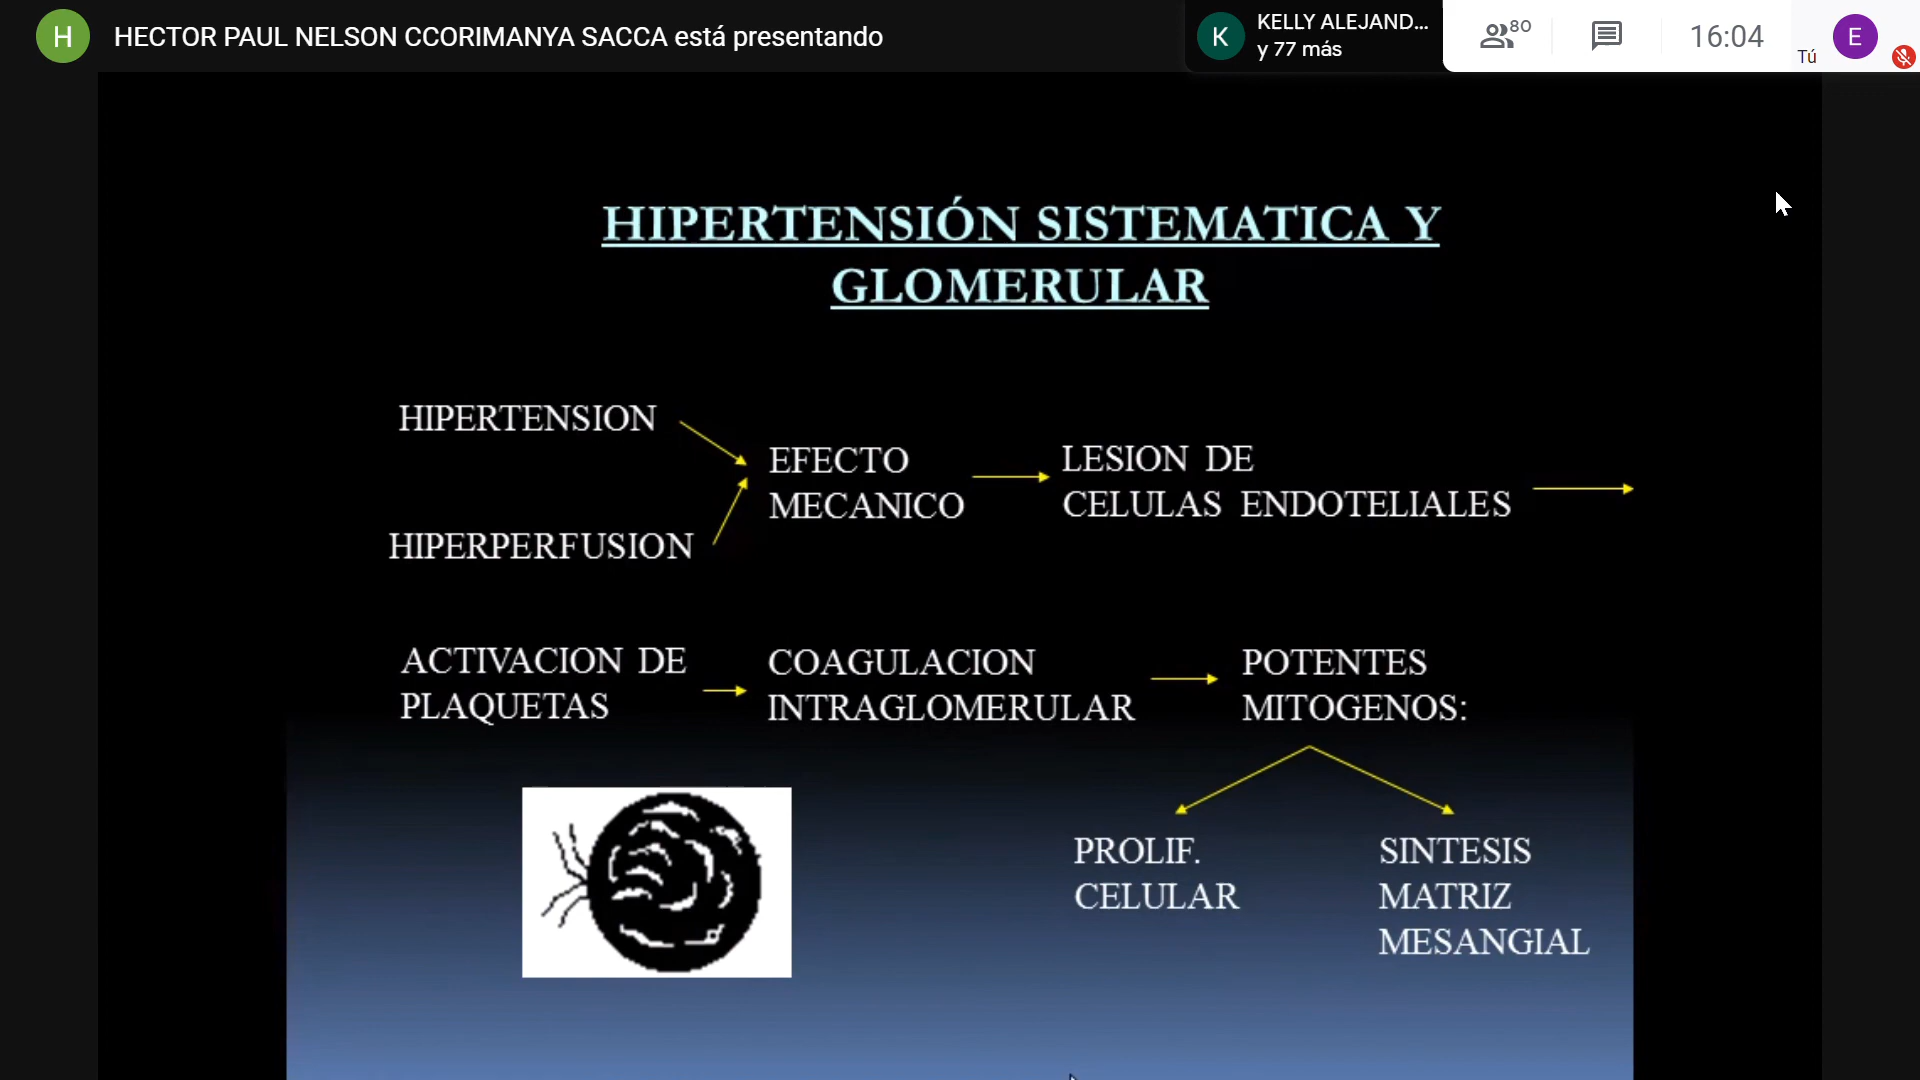 H
HECTOR PAUL NELSON CCORIMANYA SACCA está presentando
K
KELLY ALEJAND...
y 77 más
80
16:04
Tú
E
HIPERTENSIÓN SISTEMATICA Y
GLOMERULAR
HIPERTENSION
HIPERPERFUSION
EFECTO
MECANICO
LESION DE
CELULAS ENDOTELIALES
ACTIVACION DE
PLAQUETAS
COAGULACION
INTRAGLOMERULAR
POTENTES
MITOGENOS:
PROLIF.
CELULAR
SINTESIS
MATRIZ
MESANGIAL